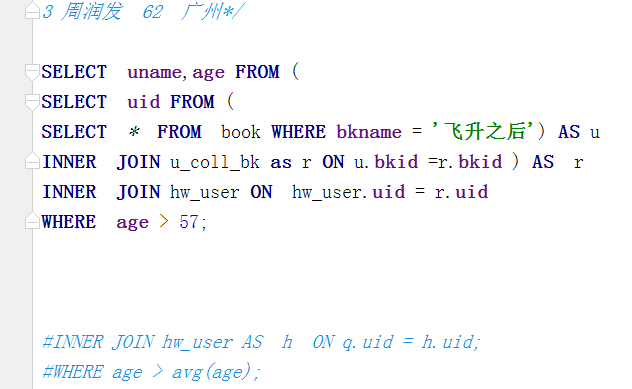 3 周润发  62  广州*/
SELECT  uname,age FROM (
SELECT  uid FROM (
SELECT  *  FROM  book WHERE bkname = '飞升之后') AS u
INNER  JOIN u_coll_bk as r ON u.bkid =r.bkid ) AS  r
INNER  JOIN hw_user ON  hw_user.uid = r.uid
WHERE  age > 57;
#INNER JOIN hw_user AS  h  ON q.uid = h.uid;
#WHERE age > avg(age);